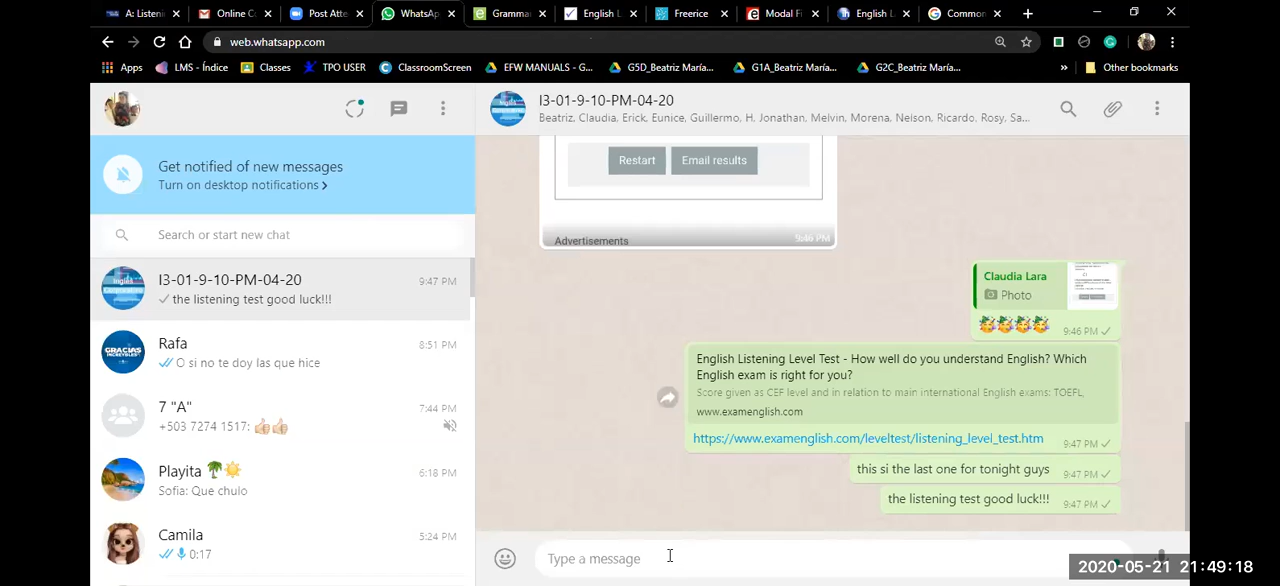 A: Listeni
Online C
Post Atte
WhatsAp
Grammar
English L
Freerice
Modal Fi
English L
Common
web.whatsapp.com
Apps
LMS - Índice
Classes
TPO USER
ClassroomScreen
EFW MANUALS - G...
G5D_Beatriz María...
G1A_Beatriz María...
G2C_Beatriz María...
»
Other bookmarks
I3-01-9-10-PM-04-20
Beatriz, Claudia, Erick, Eunice, Guillermo, H. Jonathan, Melvin, Morena, Nelson, Ricardo, Rosy, Sa...
Get notified of new messages
Turn on desktop notifications >
Search or start new chat
I3-01-9-10-PM-04-20
9:47 PM
the listening test good luck!!!
GRACIAS INCREYBLES
Rafa
8:51 PM
O si no te doy las que hice
7 "A"
7:44 PM
+503 7274 1517: 👍👍
Playita 🌴☀️
6:18 PM
Sofia: Que chulo
Camila
5:24 PM
0:17
Restart
Email results
Advertisements
9:46 PM
Claudia Lara
Photo
🥳🥳🥳🥳
9:46 PM
English Listening Level Test - How well do you understand English? Which
English exam is right for you?
Score given as CEF level and in relation to main international English exams: TOEFL,
www.examenglish.com
https://www.examenglish.com/leveltest/listening_level_test.htm
9:47 PM
this si the last one for tonight guys
9:47 PM
the listening test good luck!!!
9:47 PM
Type a message
2020-05-21 21:49:18